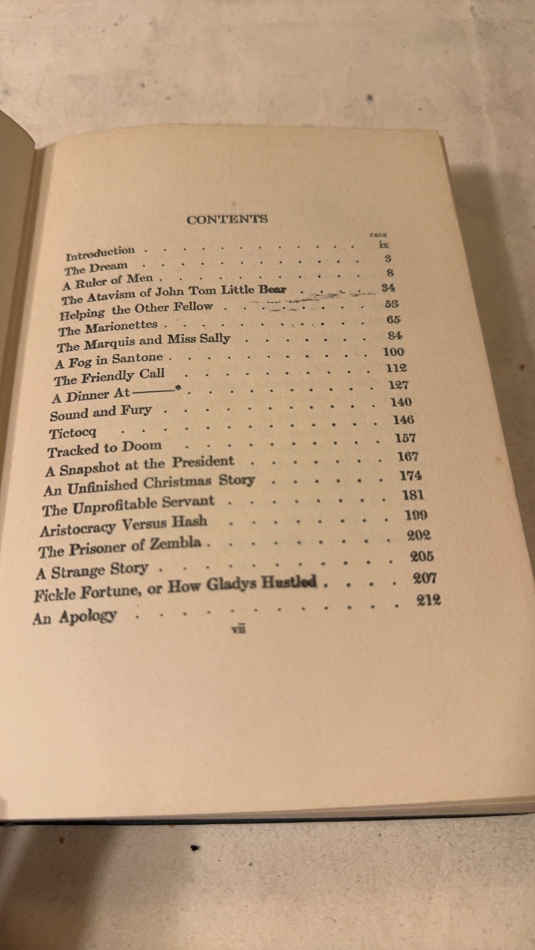 CONTENTS
PAGE
Introduction . . . . . . . . . . . . ix
The Dream . . . . . . . . . . . . 3
A Ruler of Men . . . . . . . . . . . . 8
The Atavism of John Tom Little Bear . . . . . 34
Helping the Other Fellow . . . . . . . . . 53
The Marionettes . . . . . . . . . . . . 65
The Marquis and Miss Sally . . . . . . . . 84
A Fog in Santone . . . . . . . . . . . . 100
The Friendly Call . . . . . . . . . . . 112
A Dinner At———* . . . . . . . . . . . 127
Sound and Fury . . . . . . . . . . . . 140
Tictocq . . . . . . . . . . . . . . 146
Tracked to Doom . . . . . . . . . . . 157
A Snapshot at the President . . . . . . . 167
An Unfinished Christmas Story . . . . . . 174
The Unprofitable Servant . . . . . . . . 181
Aristocracy Versus Hash . . . . . . . . 199
The Prisoner of Zembla . . . . . . . . . 202
A Strange Story . . . . . . . . . . . 205
Fickle Fortune, or How Gladys Hustled . . . . 207
An Apology . . . . . . . . . . . . 212
vii